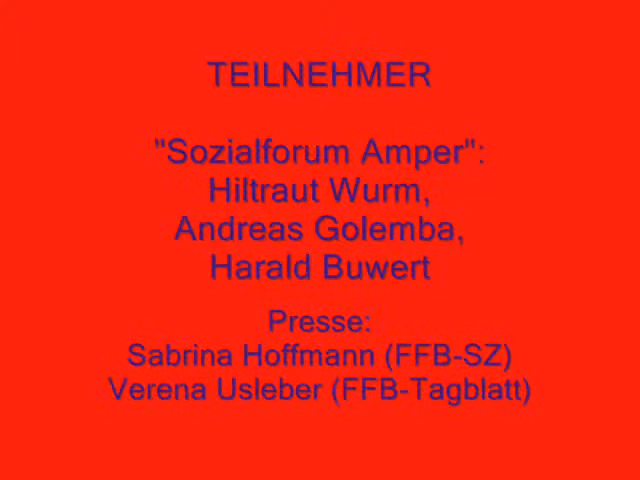 TEILNEHMER
"Sozialforum Amper":
Hiltraut Wurm,
Andreas Golemba,
Harald Buwert
Presse:
Sabrina Hoffmann (FFB-SZ)
Verena Usleber (FFB-Tagblatt)